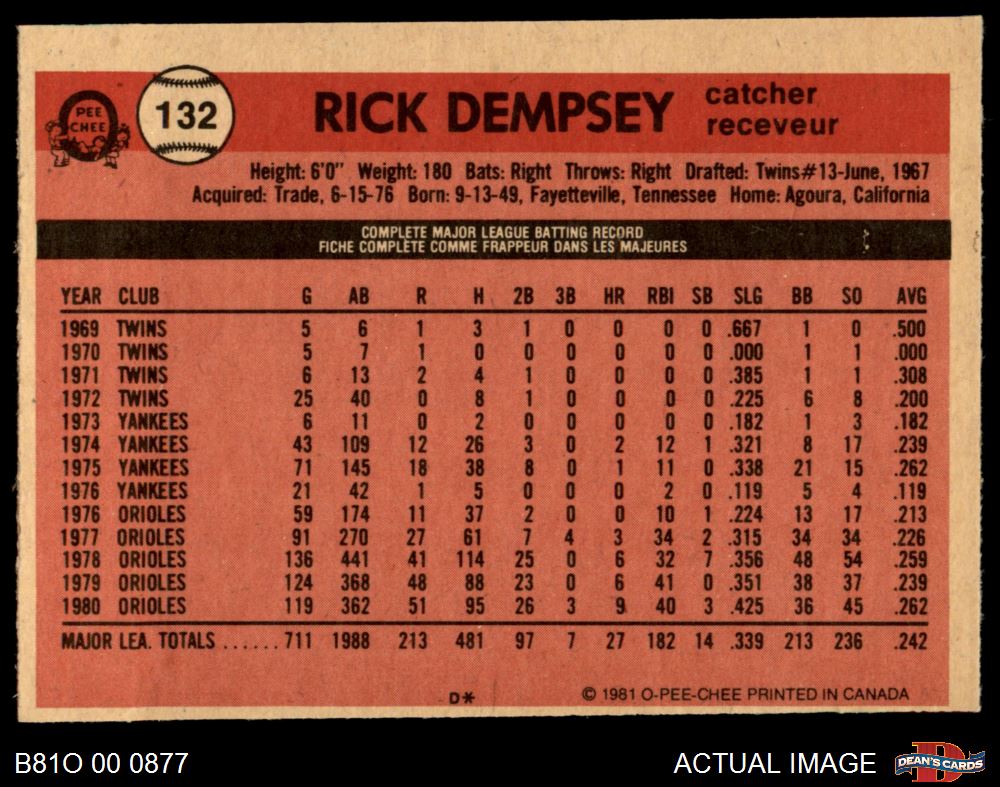 PEE
CHEE
132
RICK DEMPSEY
catcher
receveur
Height: 6'0" Weight: 180 Bats: Right Throws: Right Drafted: Twins#13-June, 1967
Acquired: Trade, 6-15-76 Born: 9-13-49, Fayetteville, Tennessee Home: Agoura, California
COMPLETE MAJOR LEAGUE BATTING RECORD
FICHE COMPLÈTE COMME FRAPPEUR DANS LES MAJEURES
YEAR CLUB G AB R H 2B 3B HR RBI SB SLG BB SO AVG
1969 TWINS 5 6 1 3 1 0 0 0 0 .667 1 0 .500
1970 TWINS 5 7 1 0 0 0 0 0 0 .000 1 1 .000
1971 TWINS 6 13 2 4 1 0 0 0 0 .385 1 1 .308
1972 TWINS 25 40 0 8 1 0 0 0 0 .225 6 8 .200
1973 YANKEES 6 11 0 2 0 0 0 0 0 .182 1 3 .182
1974 YANKEES 43 109 12 26 3 0 2 12 1 .321 8 17 .239
1975 YANKEES 71 145 18 38 8 0 1 11 0 .338 21 15 .262
1976 YANKEES 21 42 1 5 0 0 0 2 0 .119 5 4 .119
1976 ORIOLES 59 174 11 37 2 0 0 10 1 .224 13 17 .213
1977 ORIOLES 91 270 27 61 7 4 3 34 2 .315 34 34 .226
1978 ORIOLES 136 441 41 114 25 0 6 32 7 .356 48 54 .259
1979 ORIOLES 124 368 48 88 23 0 6 41 0 .351 38 37 .239
1980 ORIOLES 119 362 51 95 26 3 9 40 3 .425 36 45 .262
MAJOR LEA. TOTALS ...... 711 1988 213 481 97 7 27 182 14 .339 213 236 .242
D* © 1981 O-PEE-CHEE PRINTED IN CANADA
B81O 00 0877 ACTUAL IMAGE DEAN'S CARDS